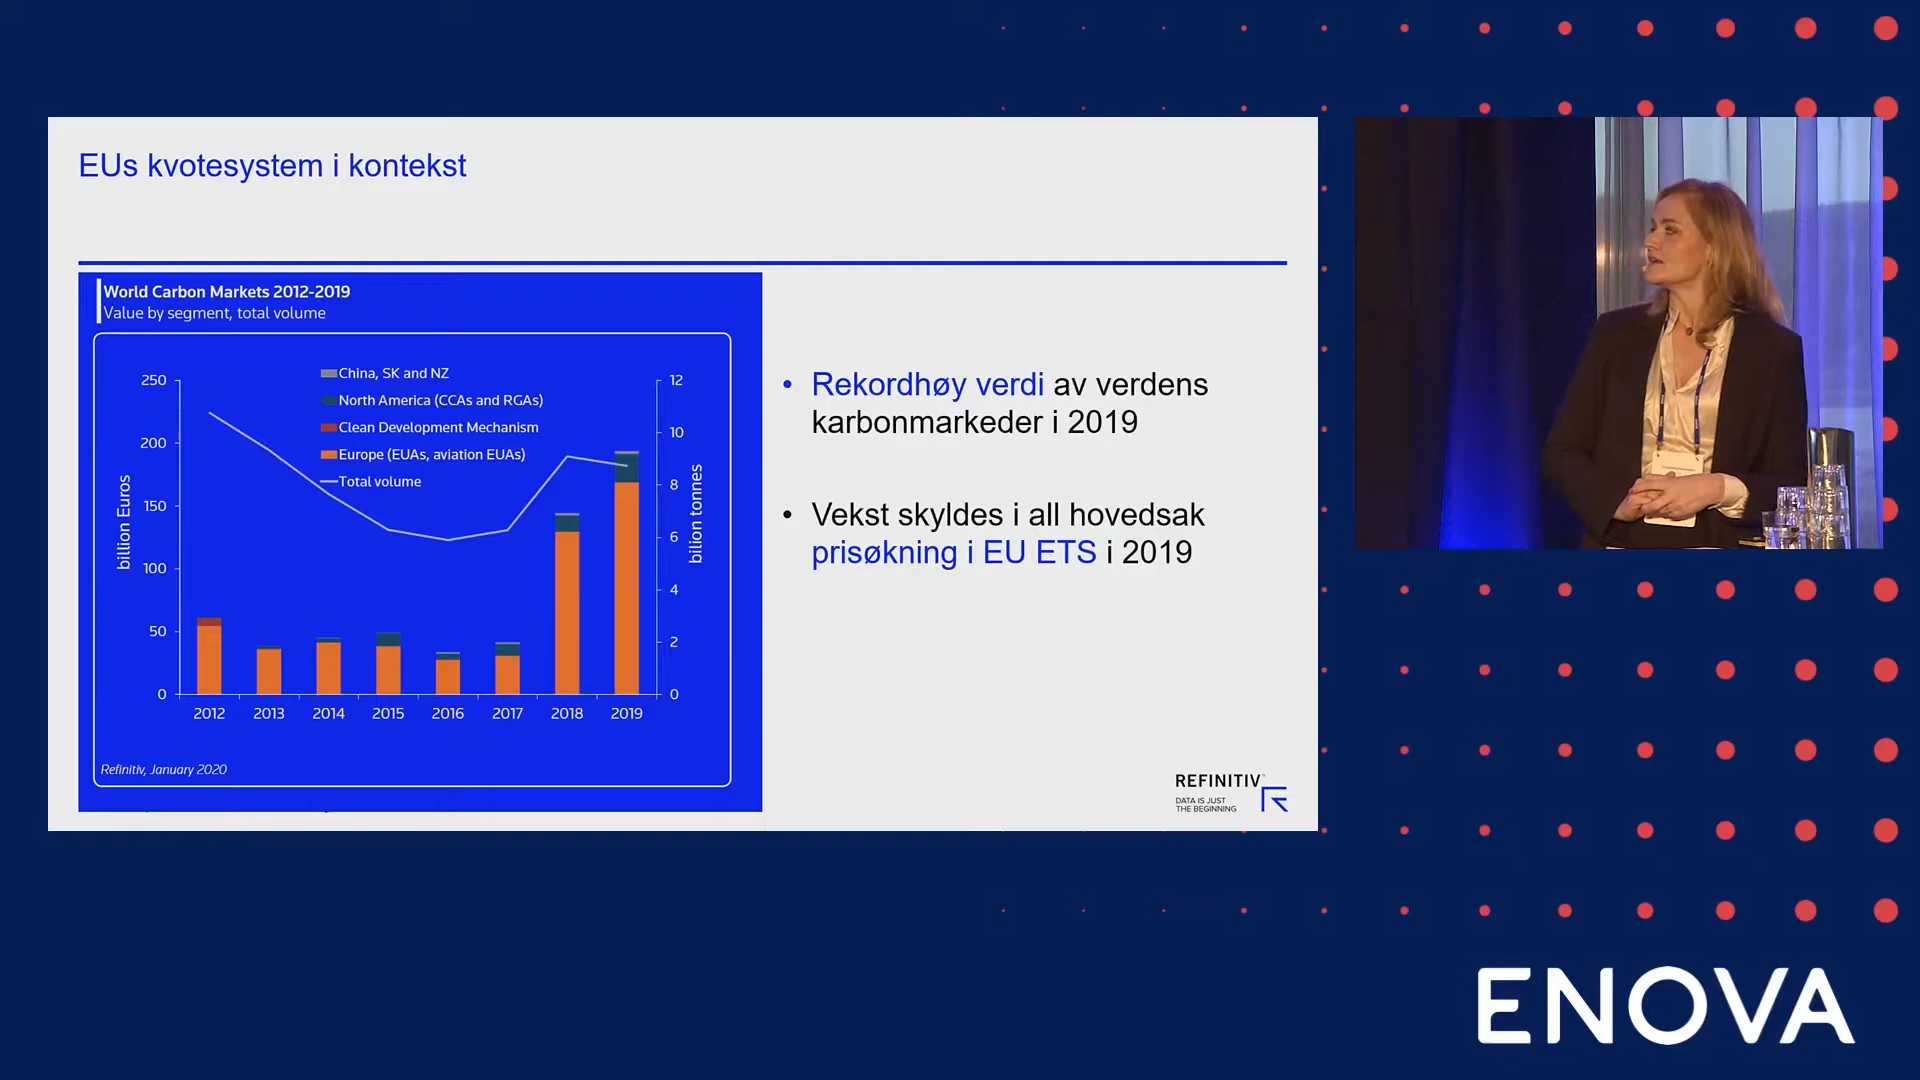 EUs kvotesystem i kontekst
World Carbon Markets 2012-2019
Value by segment, total volume
China, SK and NZ
North America (CCAs and RGAs)
Clean Development Mechanism
Europe (EUAs, aviation EUAs)
Total volume
billion Euros
250
200
150
100
50
0
bilion tonnes
12
10
8
6
4
2
0
2012 2013 2014 2015 2016 2017 2018 2019
Refinitiv, January 2020
• Rekordhøy verdi av verdens
karbonmarkeder i 2019
• Vekst skyldes i all hovedsak
prisøkning i EU ETS i 2019
REFINITIV
DATA IS JUST
THE BEGINNING
ENOVA